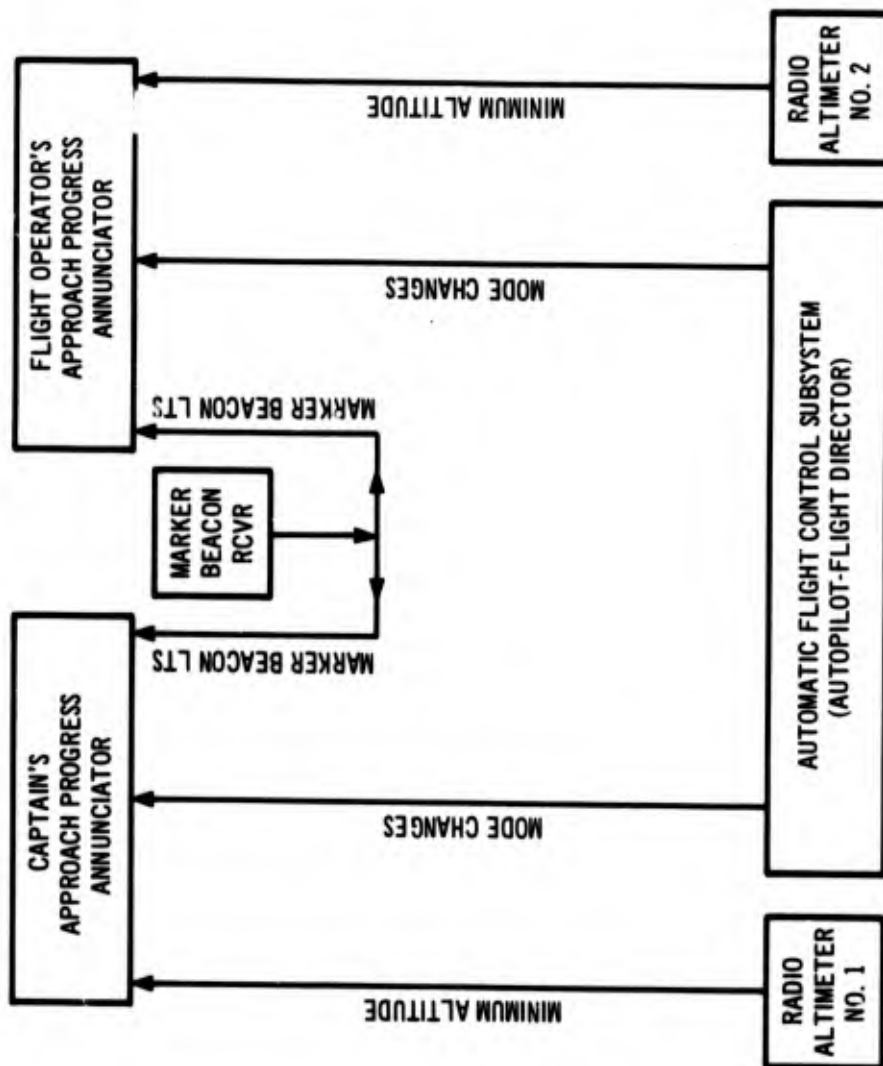 CAPTAIN'S
APPROACH PROGRESS
ANNUNCIATOR
FLIGHT OPERATOR'S
APPROACH PROGRESS
ANNUNCIATOR
MARKER
BEACON
RCVR
MARKER BEACON LTS
MARKER BEACON LTS
MINIMUM ALTITUDE
MODE CHANGES
MODE CHANGES
MINIMUM ALTITUDE
RADIO
ALTIMETER
NO. 1
AUTOMATIC FLIGHT CONTROL SUBSYSTEM
(AUTOPILOT-FLIGHT DIRECTOR)
RADIO
ALTIMETER
NO. 2